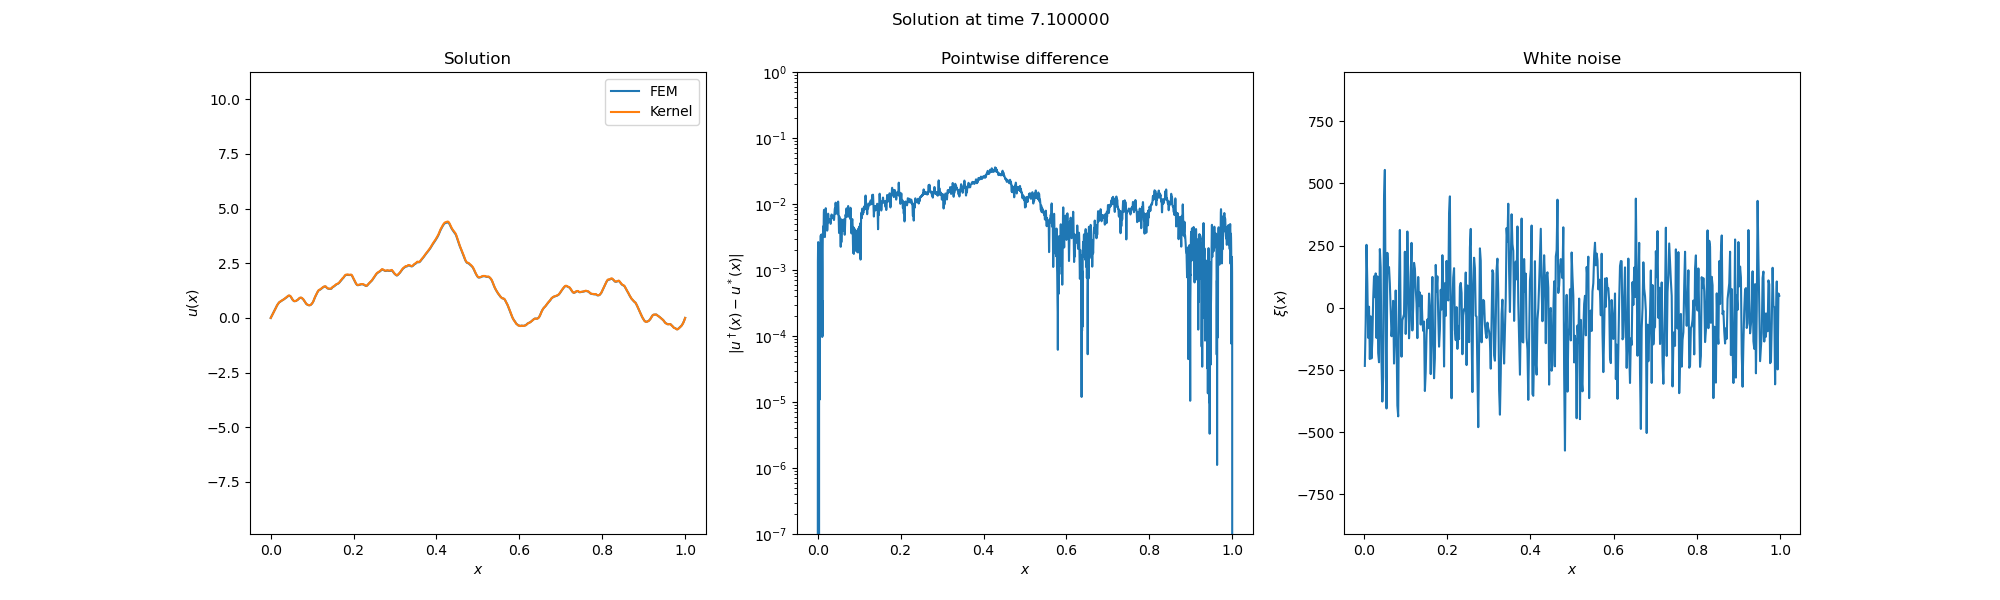 Solution at time 7.100000
Solution
10.0
7.5
5.0
2.5
0.0
−2.5
−5.0
−7.5
u(x)
0.0 0.2 0.4 0.6 0.8 1.0
x
FEM
Kernel
Pointwise difference
10^0
10^−1
10^−2
10^−3
10^−4
10^−5
10^−6
10^−7
|u^†(x) − u^*(x)|
0.0 0.2 0.4 0.6 0.8 1.0
x
White noise
750
500
250
0
−250
−500
−750
ξ(x)
0.0 0.2 0.4 0.6 0.8 1.0
x